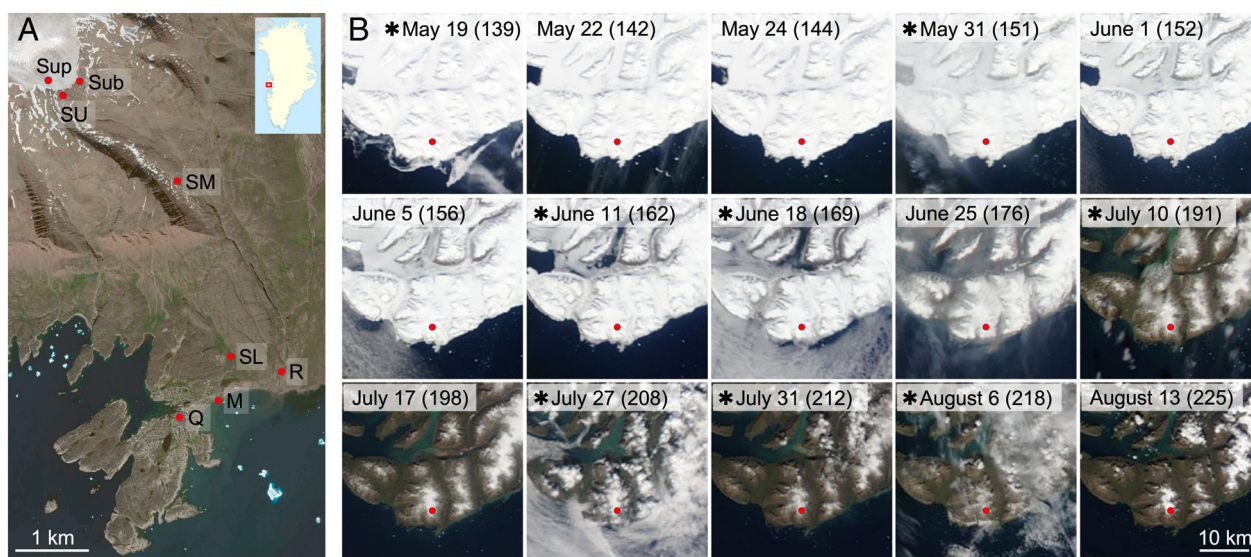 A
Sup
Sub
SU
SM
SL
R
M
Q
1 km
B
✱May 19 (139)
May 22 (142)
May 24 (144)
✱May 31 (151)
June 1 (152)
June 5 (156)
✱June 11 (162)
✱June 18 (169)
June 25 (176)
✱July 10 (191)
July 17 (198)
✱July 27 (208)
✱July 31 (212)
✱August 6 (218)
August 13 (225)
10 km